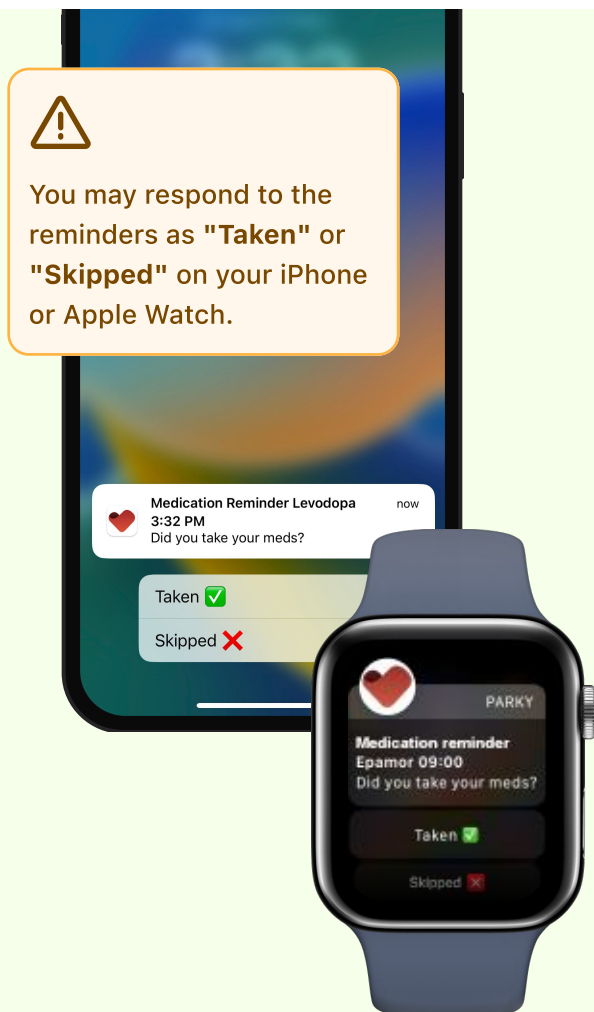 You may respond to the
reminders as "Taken" or
"Skipped" on your iPhone
or Apple Watch.
Medication Reminder Levodopa now
3:32 PM
Did you take your meds?
Taken ✅
Skipped ❌
PARKY
Medication reminder
Epamor 09:00
Did you take your meds?
Taken ✅
Skipped ❌